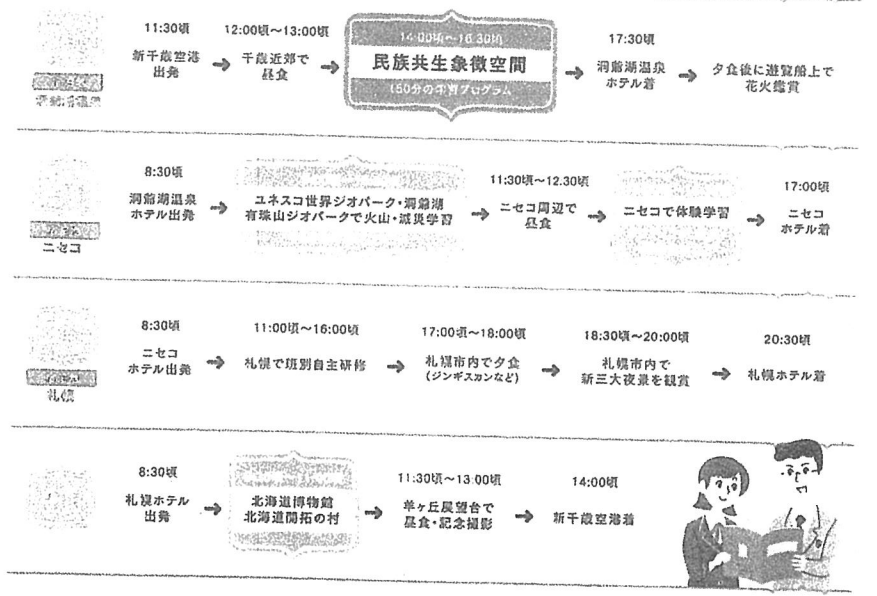 11:30頃
新千歳空港
出発
12:00頃～13:00頃
千歳近郊で
昼食
14:00頃～16:30頃
民族共生象徴空間
150分の学習プログラム
17:30頃
洞爺湖温泉
ホテル着
夕食後に遊覧船上で
花火鑑賞
8:30頃
洞爺湖温泉
ホテル出発
ユネスコ世界ジオパーク・洞爺湖
有珠山ジオパークで火山・減災学習
11:30頃～12.30頃
ニセコ周辺で
昼食
ニセコで体験学習
17:00頃
ニセコ
ホテル着
ニセコ
8:30頃
ニセコ
ホテル出発
11:00頃～16:00頃
札幌で班別自主研修
17:00頃～18:00頃
札幌市内で夕食
(ジンギスカンなど)
18:30頃～20:00頃
札幌市内で
新三大夜景を観賞
20:30頃
札幌ホテル着
札幌
8:30頃
札幌ホテル
出発
北海道博物館
北海道開拓の村
11:30頃～13:00頃
羊ヶ丘展望台で
昼食・記念撮影
14:00頃
新千歳空港着